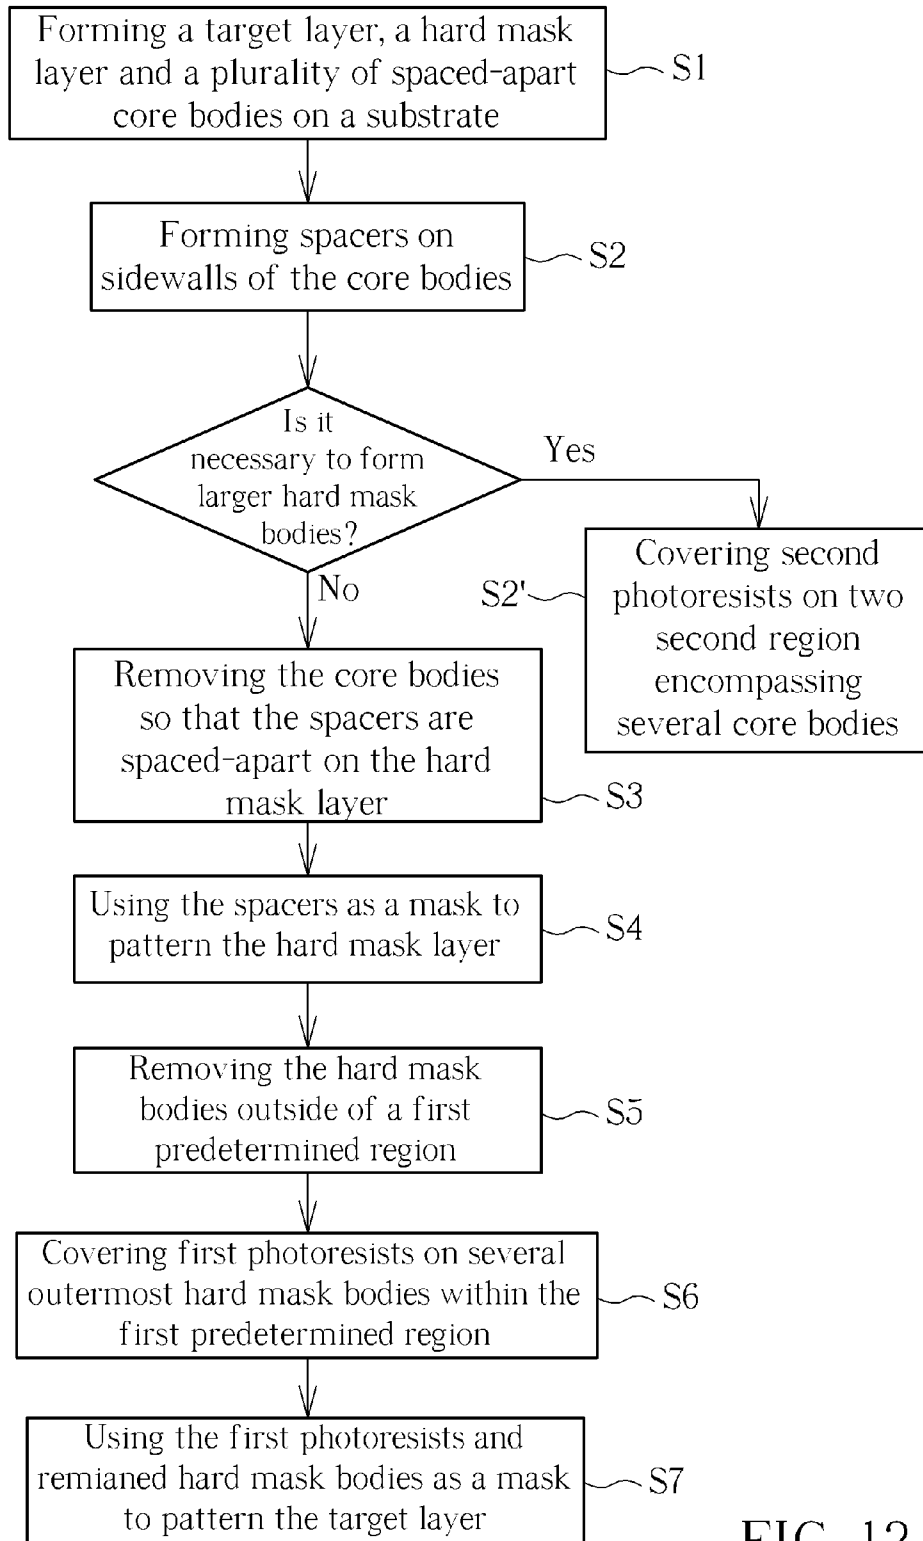 Forming a target layer, a hard mask
layer and a plurality of spaced-apart
core bodies on a substrate
S1
Forming spacers on
sidewalls of the core bodies
S2
Is it
necessary to form
larger hard mask
bodies?
Yes
No
Covering second
photoresists on two
second region
encompassing
several core bodies
S2'
Removing the core bodies
so that the spacers are
spaced-apart on the hard
mask layer
S3
Using the spacers as a mask to
pattern the hard mask layer
S4
Removing the hard mask
bodies outside of a first
predetermined region
S5
Covering first photoresists on several
outermost hard mask bodies within the
first predetermined region
S6
Using the first photoresists and
remianed hard mask bodies as a mask
to pattern the target layer
S7
FIG. 12